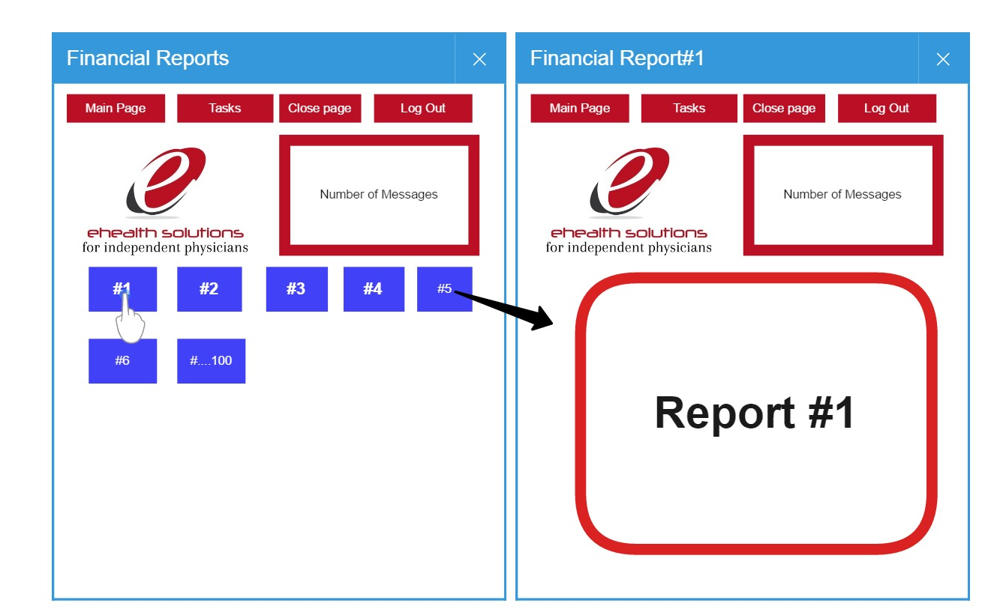 Financial Reports
Main Page Tasks Close page Log Out
Number of Messages
ehealth solutions
for independent physicians
#1 #2 #3 #4 #5
#6 #....100
Financial Report#1
Main Page Tasks Close page Log Out
Number of Messages
ehealth solutions
for independent physicians
Report #1